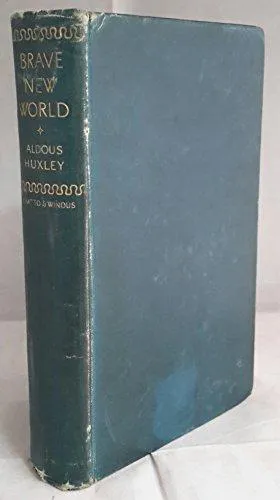 BRAVE
NEW
WORLD
ALDOUS
HUXLEY
CHATTO & WINDUS